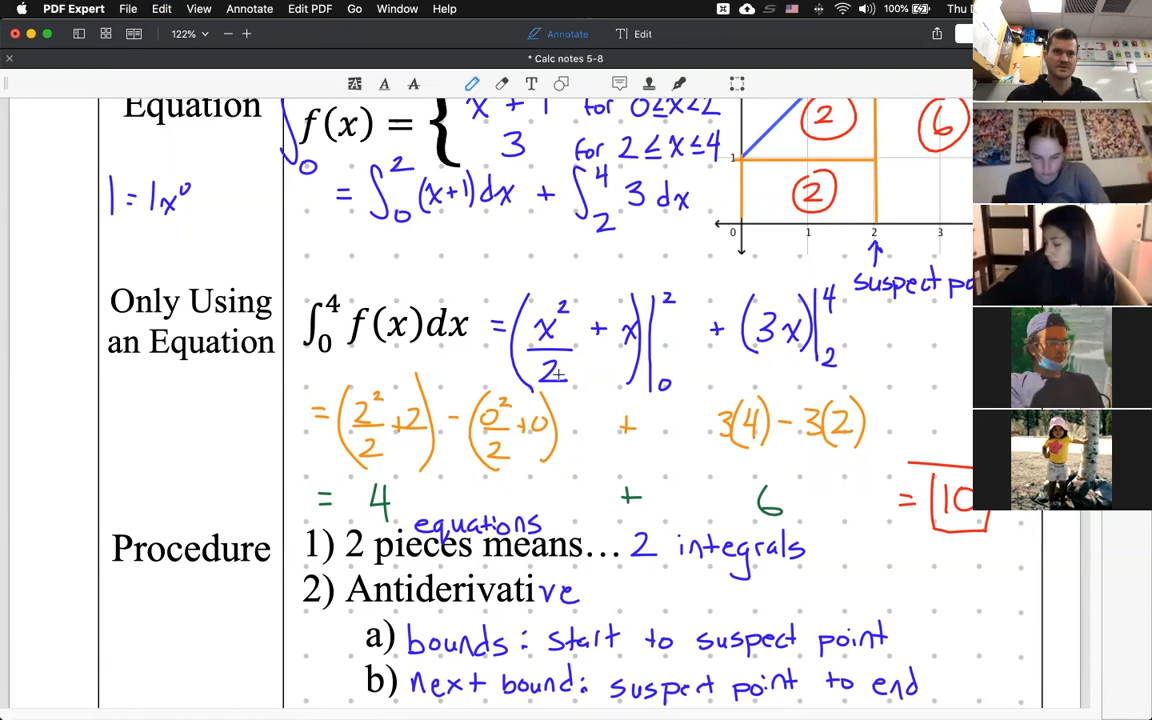 PDF Expert File Edit View Annotate Edit PDF Go Window Help 100% Thu D
122% Annotate Edit
* Calc notes 5-8
Equation
∫0 f(x) = { x + 1 for 0≤x<2
3 for 2≤x≤4
1 = 1x⁰
= ∫₀² (x+1)dx + ∫₂⁴ 3 dx
2 6
1 2
0 1 2 3
suspect po
Only Using
an Equation
∫₀⁴ f(x)dx = (x²/2 + x)|₀² + (3x)|₂⁴
= (2²/2 + 2) - (0²/2 + 0) + 3(4) - 3(2)
= 4 + 6 = 10
equations
Procedure
1) 2 pieces means… 2 integrals
2) Antiderivative
a) bounds: start to suspect point
b) next bound: suspect point to end